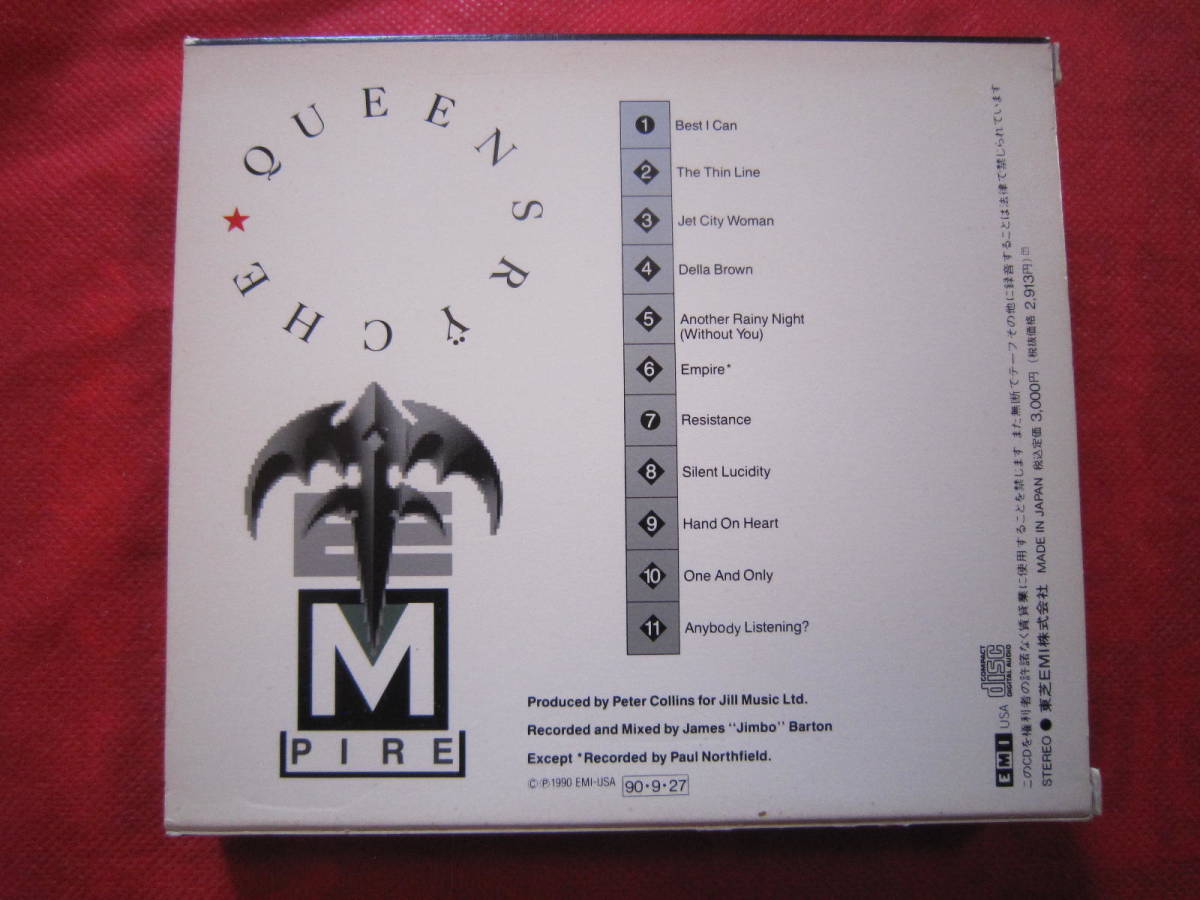 QUEENSRŸCHE
E
M
PIRE
1 Best I Can
2 The Thin Line
3 Jet City Woman
4 Della Brown
5 Another Rainy Night
(Without You)
6 Empire*
7 Resistance
8 Silent Lucidity
9 Hand On Heart
10 One And Only
11 Anybody Listening?
Produced by Peter Collins for Jill Music Ltd.
Recorded and Mixed by James "Jimbo" Barton
Except *Recorded by Paul Northfield.
©℗1990 EMI-USA 90・9・27
COMPACT
disc
DIGITAL AUDIO
EMI USA
このCDを権利者の許諾なく賃貸業に使用することを禁じます また無断でテープその他に録音することは法律で禁じられています
STEREO ● 東芝EMI株式会社 MADE IN JAPAN 税込定価 3,000円 (税抜価格 2,913円)